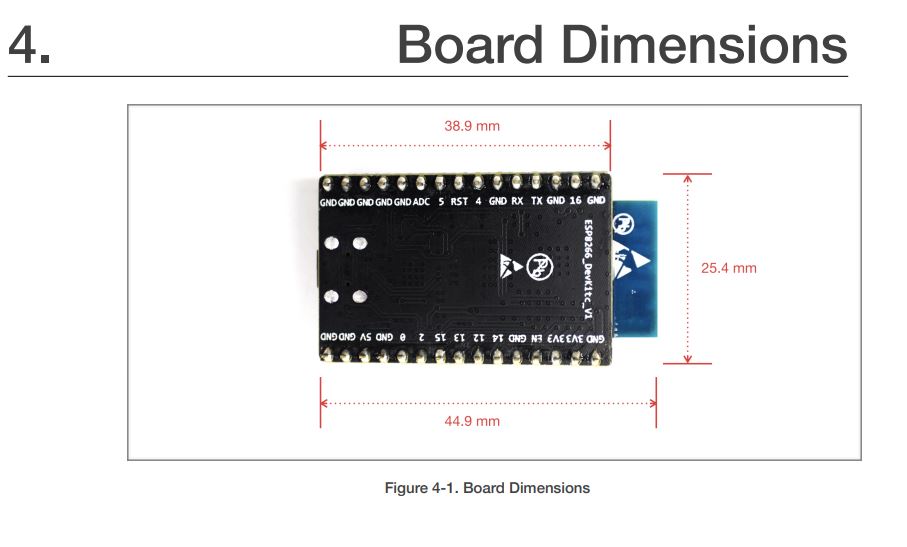 4. Board Dimensions
38.9 mm
GND GND GND GND GND ADC 5 RST 4 GND RX TX GND 16 GND
ESP8266_DevKitc_V1
Pb
25.4 mm
GND GND 5V GND 0 2 15 13 12 14 GND EN 3V3 3V3 GND
44.9 mm
Figure 4-1. Board Dimensions